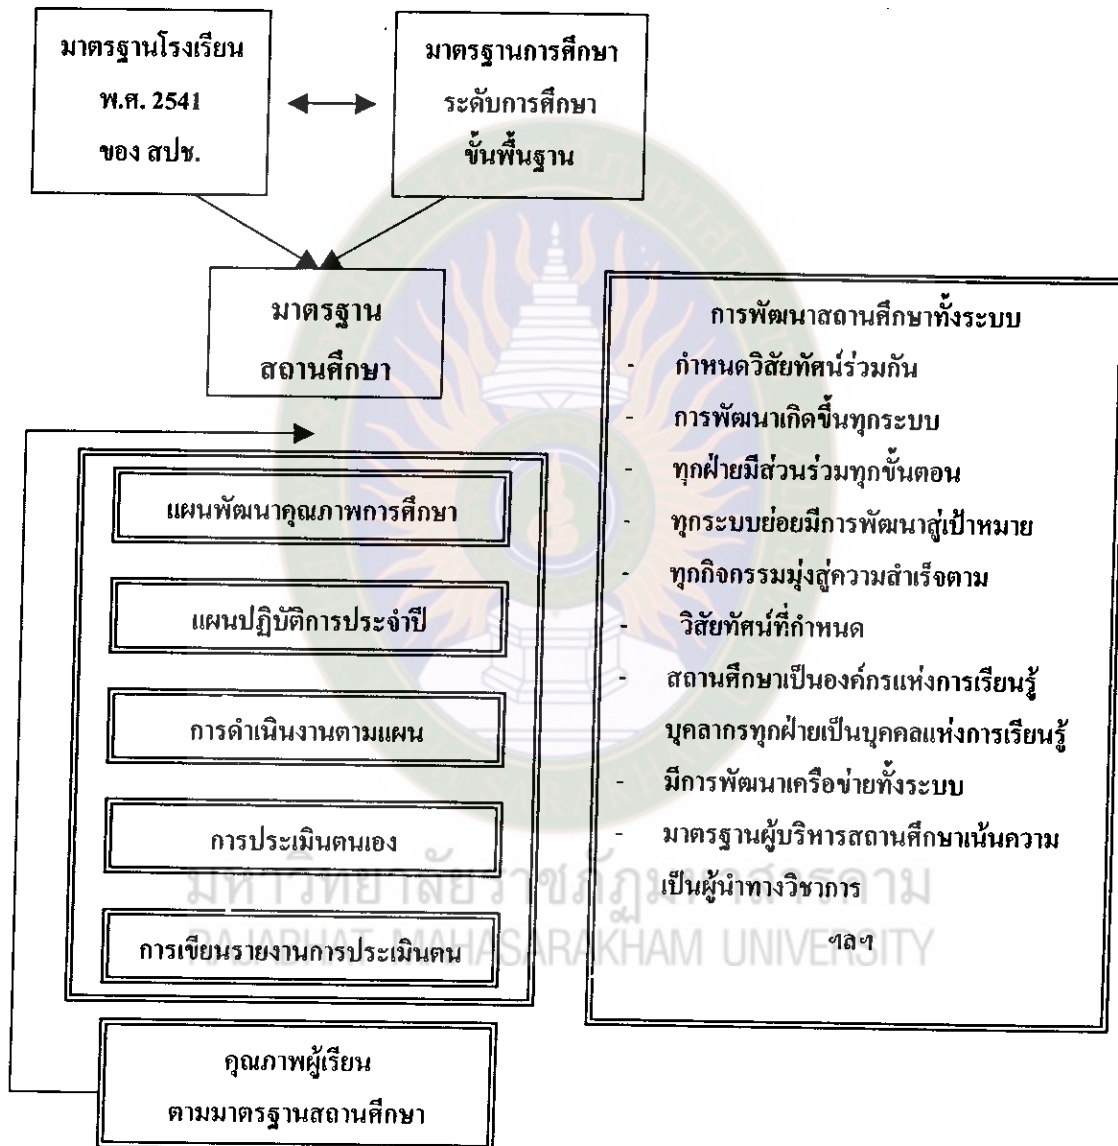 มาตรฐานโรงเรียน
พ.ศ. 2541
ของ สปช.
มาตรฐานการศึกษา
ระดับการศึกษา
ขั้นพื้นฐาน
มาตรฐาน
สถานศึกษา
แผนพัฒนาคุณภาพการศึกษา
แผนปฏิบัติการประจำปี
การดำเนินงานตามแผน
การประเมินตนเอง
การเขียนรายงานการประเมินตน
คุณภาพผู้เรียน
ตามมาตรฐานสถานศึกษา
การพัฒนาสถานศึกษาทั้งระบบ
- กำหนดวิสัยทัศน์ร่วมกัน
- การพัฒนาเกิดขึ้นทุกระบบ
- ทุกฝ่ายมีส่วนร่วมทุกขั้นตอน
- ทุกระบบย่อยมีการพัฒนาสู่เป้าหมาย
- ทุกกิจกรรมมุ่งสู่ความสำเร็จตาม
- วิสัยทัศน์ที่กำหนด
- สถานศึกษาเป็นองค์กรแห่งการเรียนรู้
บุคลากรทุกฝ่ายเป็นบุคคลแห่งการเรียนรู้
- มีการพัฒนาเครือข่ายทั้งระบบ
- มาตรฐานผู้บริหารสถานศึกษาเน้นความ
เป็นผู้นำทางวิชาการ
ฯลฯ
มหาวิทยาลัยราชภัฏมหาสารคาม
RAJABHAT MAHASARAKHAM UNIVERSITY